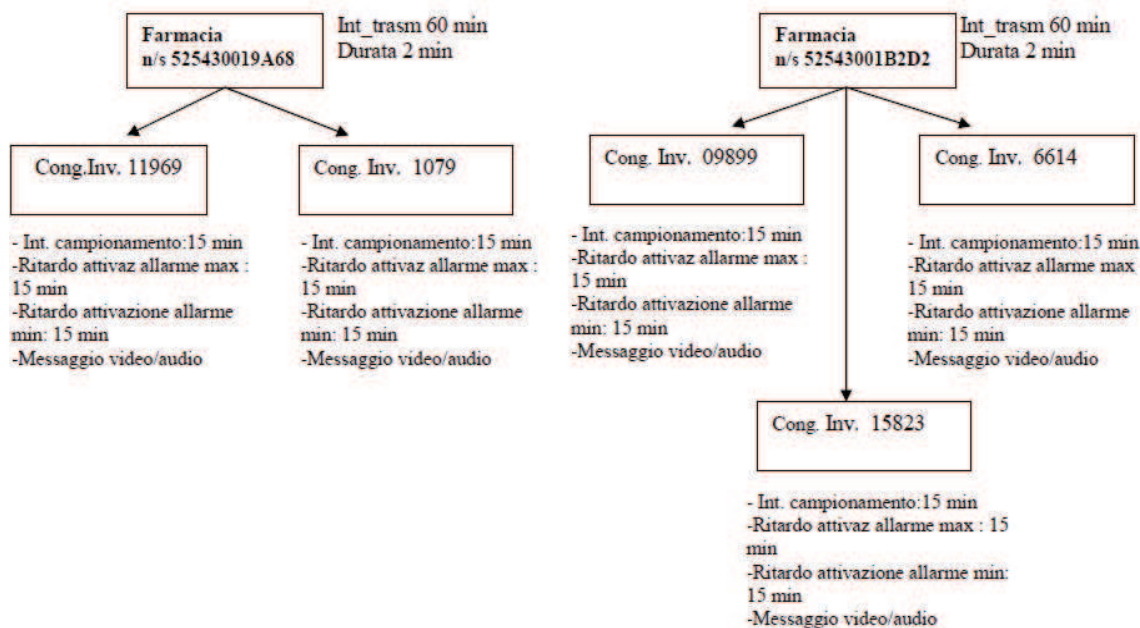 Farmacia
n/s 525430019A68
Int_trasm 60 min
Durata 2 min
Cong.Inv. 11969
Cong. Inv. 1079
- Int. campionamento:15 min
-Ritardo attivaz allarme max :
15 min
-Ritardo attivazione allarme
min: 15 min
-Messaggio video/audio
- Int. campionamento:15 min
-Ritardo attivaz allarme max :
15 min
-Ritardo attivazione allarme
min: 15 min
-Messaggio video/audio
Farmacia
n/s 52543001B2D2
Int_trasm 60 min
Durata 2 min
Cong. Inv. 09899
Cong. Inv. 6614
- Int. campionamento:15 min
-Ritardo attivaz allarme max :
15 min
-Ritardo attivazione allarme
min: 15 min
-Messaggio video/audio
- Int. campionamento:15 min
-Ritardo attivaz allarme max
15 min
-Ritardo attivazione allarme
min: 15 min
-Messaggio video/audio
Cong. Inv. 15823
- Int. campionamento:15 min
-Ritardo attivaz allarme max : 15
min
-Ritardo attivazione allarme min:
15 min
-Messaggio video/audio